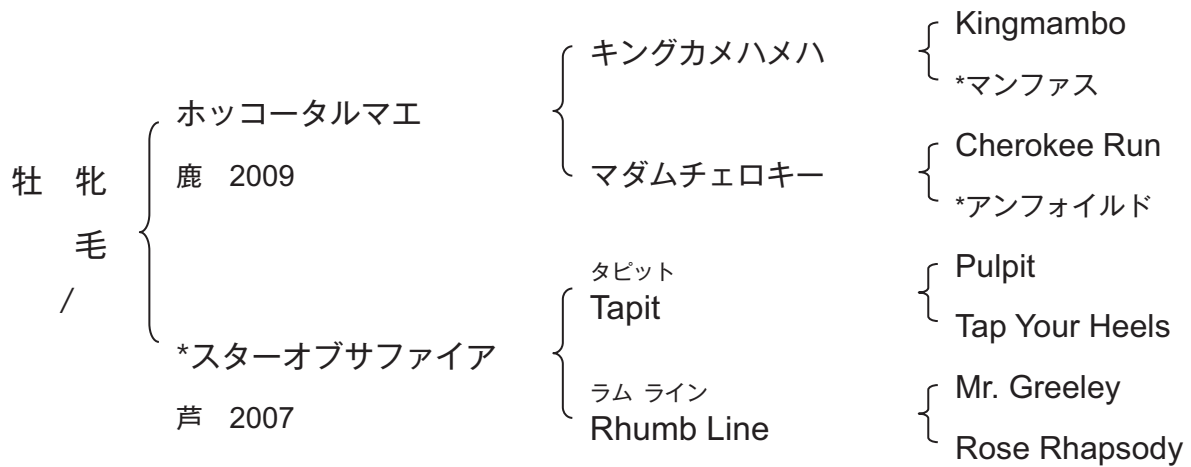 牡 牝
毛
/
ホッコータルマエ
鹿 2009
*スターオブサファイア
芦 2007
キングカメハメハ
マダムチェロキー
タピット
Tapit
ラム ライン
Rhumb Line
Kingmambo
*マンファス
Cherokee Run
*アンフォイルド
Pulpit
Tap Your Heels
Mr. Greeley
Rose Rhapsody